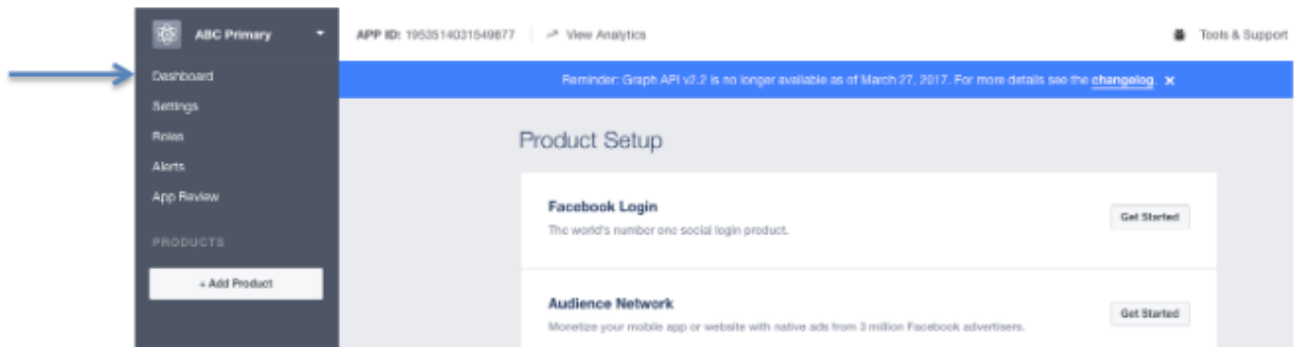 ABC Primary
APP ID: 1953514031549877
View Analytics
Tools & Support
Dashboard
Settings
Roles
Alerts
App Review
PRODUCTS
+ Add Product
Reminder: Graph API v2.2 is no longer available as of March 27, 2017. For more details see the changelog. ×
Product Setup
Facebook Login
The world's number one social login product.
Get Started
Audience Network
Monetize your mobile app or website with native ads from 3 million Facebook advertisers.
Get Started